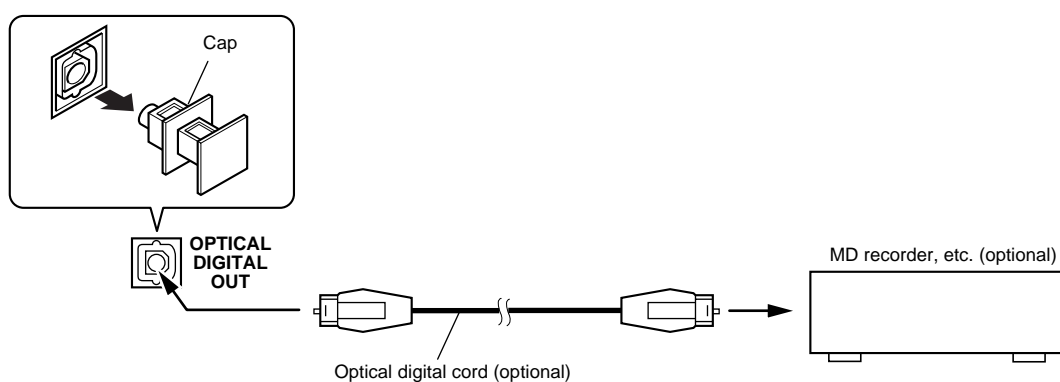 Cap
OPTICAL
DIGITAL
OUT
MD recorder, etc. (optional)
Optical digital cord (optional)